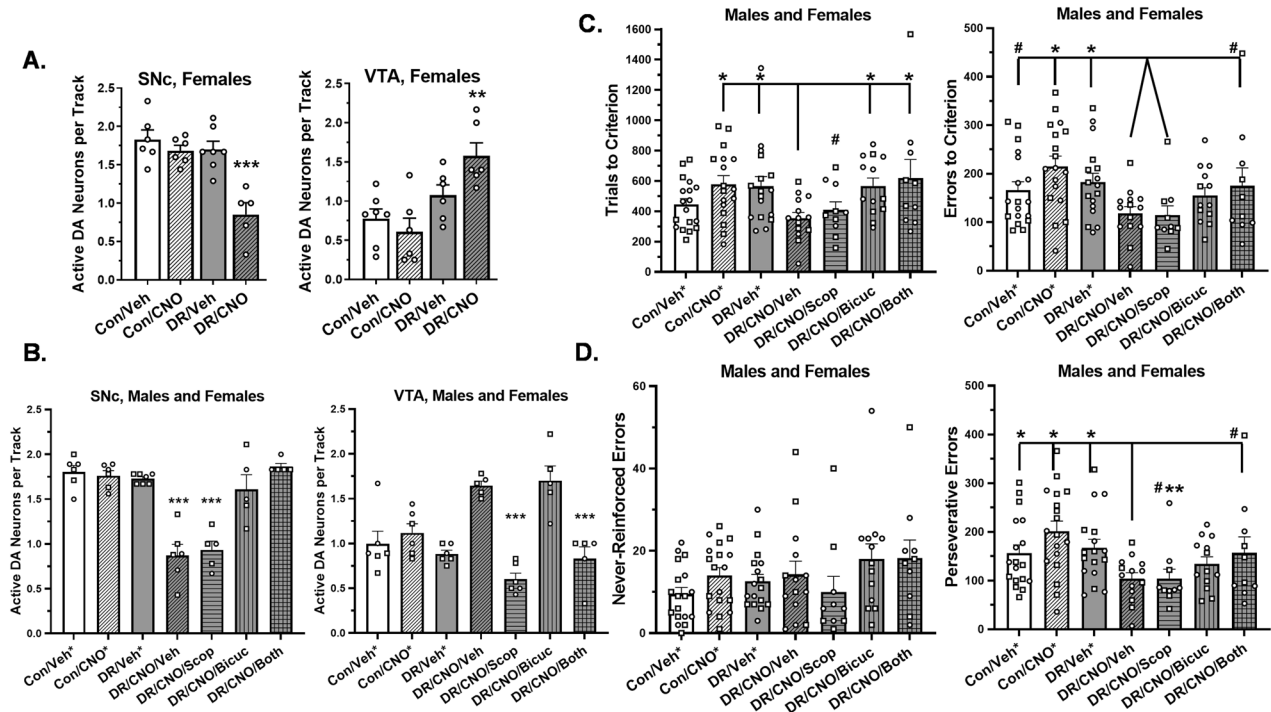 A.
SNc, Females
Active DA Neurons per Track
2.5
2.0
1.5
1.0
0.5
0.0
***
Con/Veh
Con/CNO
DR/Veh
DR/CNO
VTA, Females
Active DA Neurons per Track
2.5
2.0
1.5
1.0
0.5
0.0
**
Con/Veh
Con/CNO
DR/Veh
DR/CNO
B.
SNc, Males and Females
Active DA Neurons per Track
2.5
2.0
1.5
1.0
0.5
0.0
*** ***
Con/Veh*
Con/CNO*
DR/Veh*
DR/CNO/Veh
DR/CNO/Scop
DR/CNO/Bicuc
DR/CNO/Both
VTA, Males and Females
Active DA Neurons per Track
2.5
2.0
1.5
1.0
0.5
0.0
*** ***
Con/Veh*
Con/CNO*
DR/Veh*
DR/CNO/Veh
DR/CNO/Scop
DR/CNO/Bicuc
DR/CNO/Both
C.
Males and Females
Trials to Criterion
1600
1400
1200
1000
800
600
400
200
0
* * * *
#
Con/Veh*
Con/CNO*
DR/Veh*
DR/CNO/Veh
DR/CNO/Scop
DR/CNO/Bicuc
DR/CNO/Both
Males and Females
Errors to Criterion
500
400
300
200
100
0
# * * #
Con/Veh*
Con/CNO*
DR/Veh*
DR/CNO/Veh
DR/CNO/Scop
DR/CNO/Bicuc
DR/CNO/Both
D.
Males and Females
Never-Reinforced Errors
60
40
20
0
Con/Veh*
Con/CNO*
DR/Veh*
DR/CNO/Veh
DR/CNO/Scop
DR/CNO/Bicuc
DR/CNO/Both
Males and Females
Perseverative Errors
500
400
300
200
100
0
* * * #
#**
Con/Veh*
Con/CNO*
DR/Veh*
DR/CNO/Veh
DR/CNO/Scop
DR/CNO/Bicuc
DR/CNO/Both